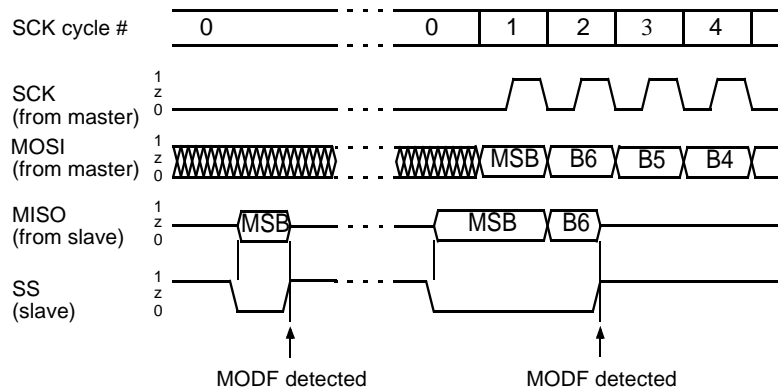 SCK cycle # 0 0 1 2 3 4
SCK
(from master)
1
z
0
MOSI
(from master)
1
z
0
MSB B6 B5 B4
MISO
(from slave)
1
z
0
MSB MSB B6
SS
(slave)
1
z
0
MODF detected MODF detected